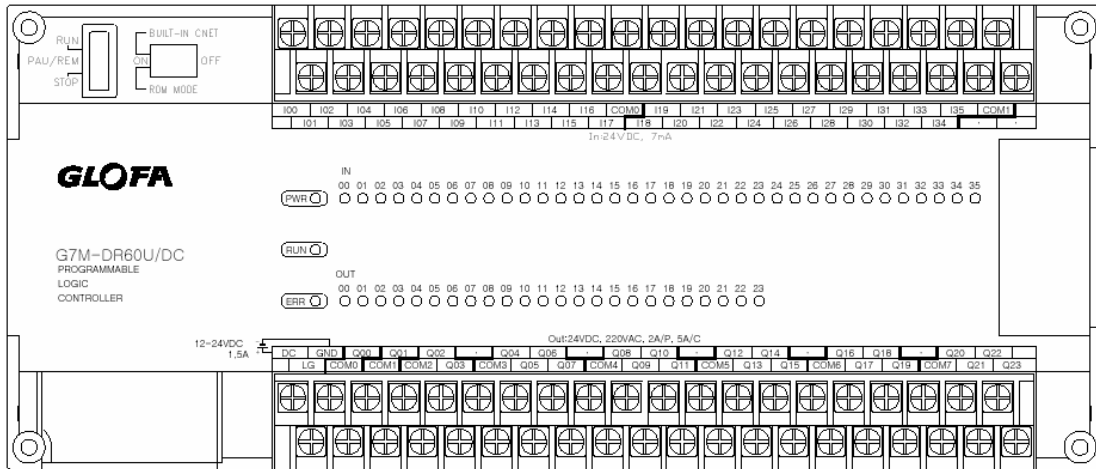 RUN
PAU/REM
STOP
BUILT-IN CNET
ON
OFF
ROM MODE
I00 I02 I04 I06 I08 I10 I12 I14 I16 COM0 I19 I21 I23 I25 I27 I29 I31 I33 I35 COM1
I01 I03 I05 I07 I09 I11 I13 I15 I17 I18 I20 I22 I24 I26 I28 I30 I32 I34 · ·
In:24VDC, 7mA
GLOFA
IN
00 01 02 03 04 05 06 07 08 09 10 11 12 13 14 15 16 17 18 19 20 21 22 23 24 25 26 27 28 29 30 31 32 33 34 35
PWR
RUN
G7M-DR60U/DC
PROGRAMMABLE
LOGIC
CONTROLLER
OUT
00 01 02 03 04 05 06 07 08 09 10 11 12 13 14 15 16 17 18 19 20 21 22 23
ERR
12-24VDC
1,5A
Out:24VDC, 220VAC, 2A/P, 5A/C
DC GND Q00 Q01 Q02 · Q04 Q06 · Q08 Q10 · Q12 Q14 · Q16 Q18 · Q20 Q22
LG COM0 COM1 COM2 Q03 COM3 Q05 Q07 COM4 Q09 Q11 COM5 Q13 Q15 COM6 Q17 Q19 COM7 Q21 Q23